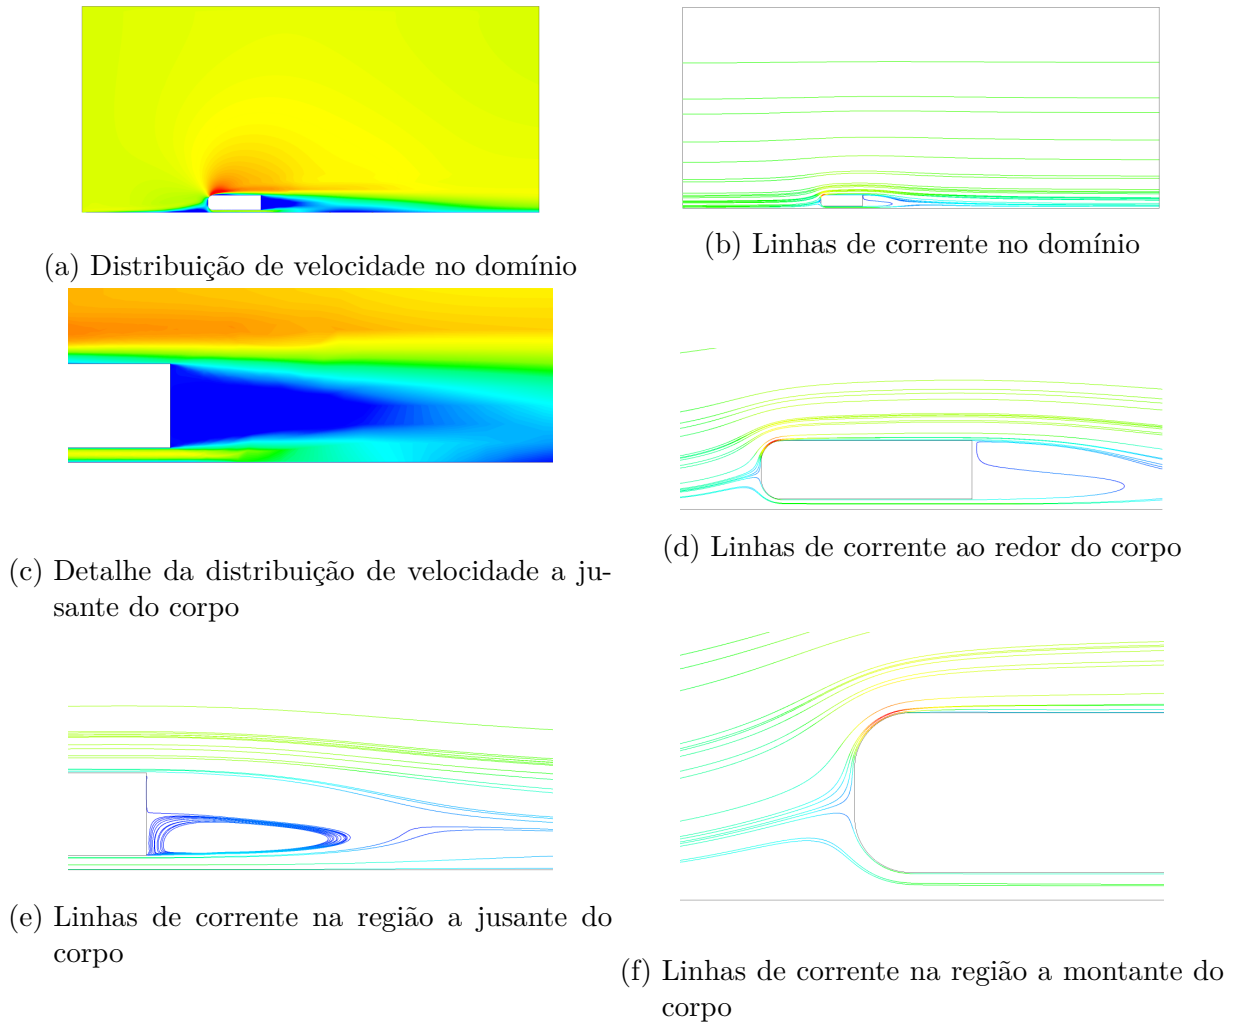 (a) Distribuição de velocidade no domínio
(b) Linhas de corrente no domínio
(c) Detalhe da distribuição de velocidade a ju-
sante do corpo
(d) Linhas de corrente ao redor do corpo
(e) Linhas de corrente na região a jusante do
corpo
(f) Linhas de corrente na região a montante do
corpo